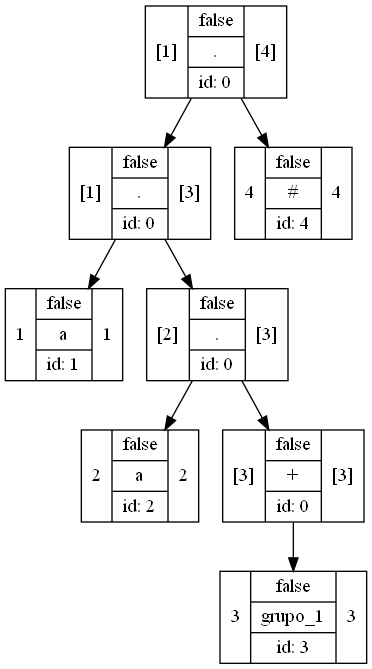 false
[1] . [4]
id: 0
false
[1] . [3]
id: 0
false
4 # 4
id: 4
false
1 a 1
id: 1
false
[2] . [3]
id: 0
false
2 a 2
id: 2
false
[3] + [3]
id: 0
false
3 grupo_1 3
id: 3